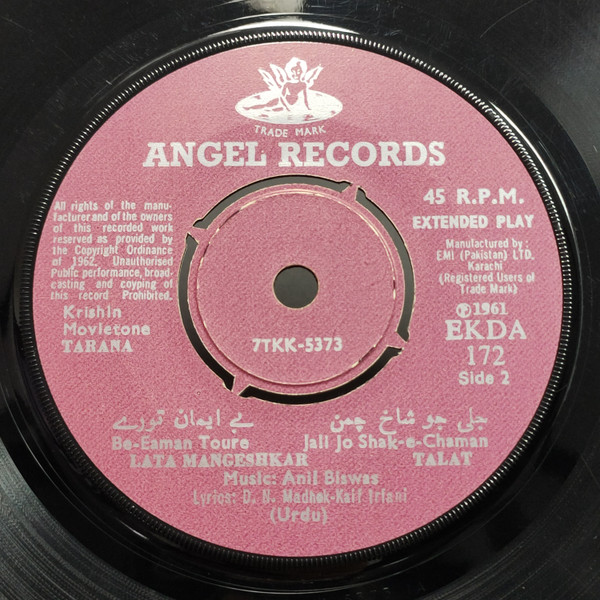 TRADE MARK
ANGEL RECORDS
All rights of the manu-
facturer and of the owners
of this recorded work
reserved as provided by
the Copyright Ordinance
of 1962. Unauthorised
Public performance, broad-
casting and coyping of
this record Prohibited.
Krishin
Movietone
TARANA
45 R.P.M.
EXTENDED PLAY
Manufactured by:
EMI (Pakistan) LTD.
Karachi
(Registered Users of
Trade Mark)
Ⓟ1961
EKDA
172
Side 2
7TKK-5373
بے ایمان تورے جلی جو شاخ چمن
Be-Eaman Toure Jali Jo Shak-e-Chaman
LATA MANGESHKAR TALAT
Music: Anil Biswas
Lyrics: D. N. Madhok-Kaif Irfani
(Urdu)